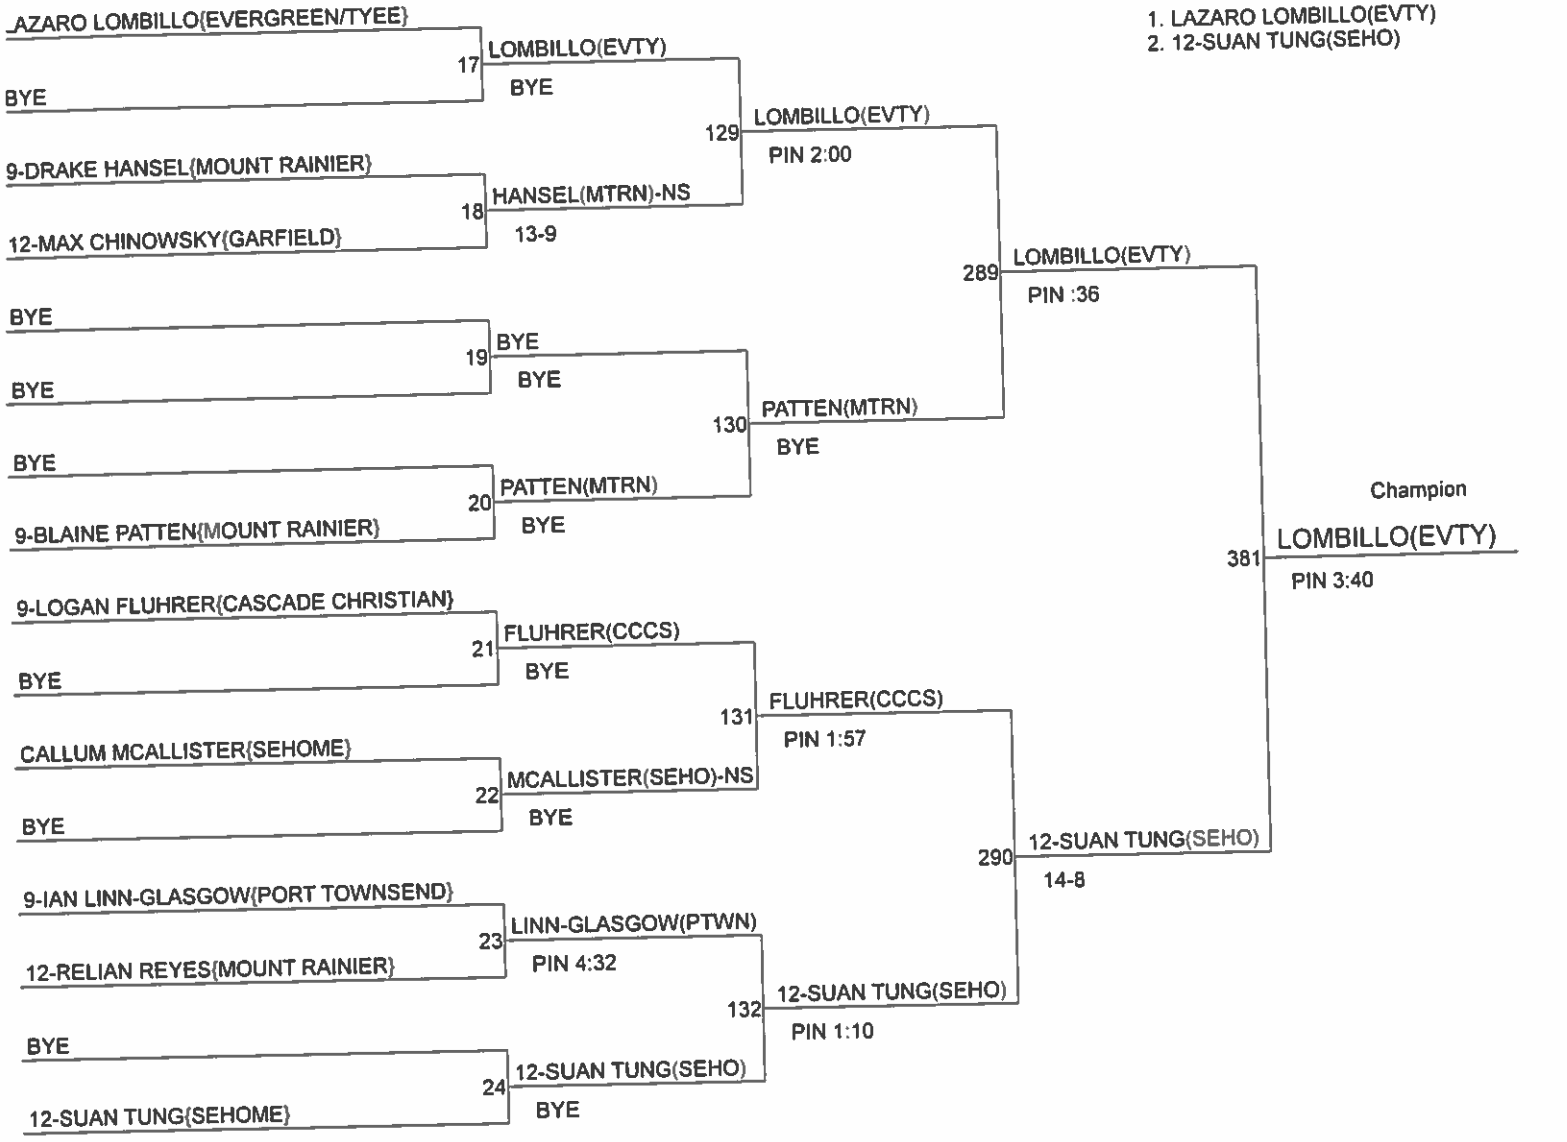 .AZARO LOMBILLO{EVERGREEN/TYEE}
1. LAZARO LOMBILLO(EVTY)
2. 12-SUAN TUNG(SEHO)
17
LOMBILLO(EVTY)
BYE
BYE
129
LOMBILLO(EVTY)
PIN 2:00
9-DRAKE HANSEL{MOUNT RAINIER}
18
HANSEL(MTRN)-NS
13-9
12-MAX CHINOWSKY{GARFIELD}
289
LOMBILLO(EVTY)
PIN :36
BYE
19
BYE
BYE
BYE
130
PATTEN(MTRN)
BYE
BYE
20
PATTEN(MTRN)
BYE
9-BLAINE PATTEN{MOUNT RAINIER}
Champion
381
LOMBILLO(EVTY)
PIN 3:40
9-LOGAN FLUHRER{CASCADE CHRISTIAN}
21
FLUHRER(CCCS)
BYE
BYE
131
FLUHRER(CCCS)
PIN 1:57
CALLUM MCALLISTER{SEHOME}
22
MCALLISTER(SEHO)-NS
BYE
BYE
290
12-SUAN TUNG(SEHO)
14-8
9-IAN LINN-GLASGOW{PORT TOWNSEND}
23
LINN-GLASGOW(PTWN)
PIN 4:32
12-RELIAN REYES{MOUNT RAINIER}
132
12-SUAN TUNG(SEHO)
PIN 1:10
BYE
24
12-SUAN TUNG(SEHO)
BYE
12-SUAN TUNG{SEHOME}